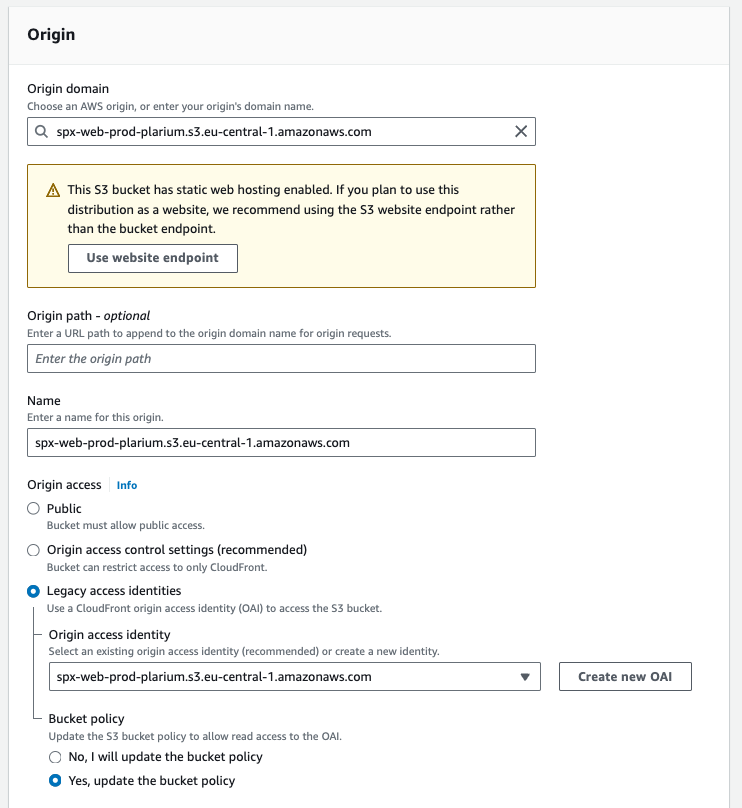 Origin
Origin domain
Choose an AWS origin, or enter your origin's domain name.
spx-web-prod-plarium.s3.eu-central-1.amazonaws.com
This S3 bucket has static web hosting enabled. If you plan to use this
distribution as a website, we recommend using the S3 website endpoint rather
than the bucket endpoint.
Use website endpoint
Origin path - optional
Enter a URL path to append to the origin domain name for origin requests.
Enter the origin path
Name
Enter a name for this origin.
spx-web-prod-plarium.s3.eu-central-1.amazonaws.com
Origin access Info
Public
Bucket must allow public access.
Origin access control settings (recommended)
Bucket can restrict access to only CloudFront.
Legacy access identities
Use a CloudFront origin access identity (OAI) to access the S3 bucket.
Origin access identity
Select an existing origin access identity (recommended) or create a new identity.
spx-web-prod-plarium.s3.eu-central-1.amazonaws.com
Create new OAI
Bucket policy
Update the S3 bucket policy to allow read access to the OAI.
No, I will update the bucket policy
Yes, update the bucket policy